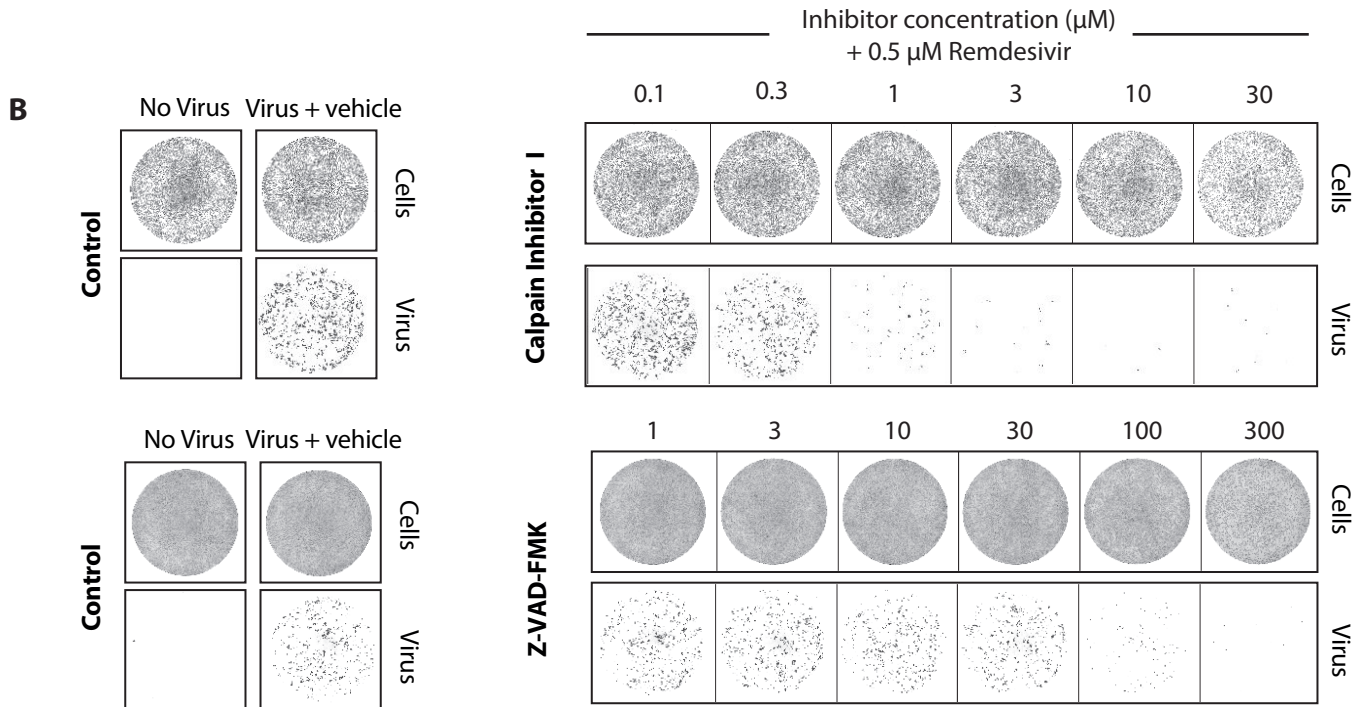 B
Inhibitor concentration (µM)
+ 0.5 µM Remdesivir
No Virus Virus + vehicle
Control
Cells
Virus
0.1 0.3 1 3 10 30
Calpain Inhibitor I
Cells
Virus
No Virus Virus + vehicle
Control
Cells
Virus
1 3 10 30 100 300
Z-VAD-FMK
Cells
Virus